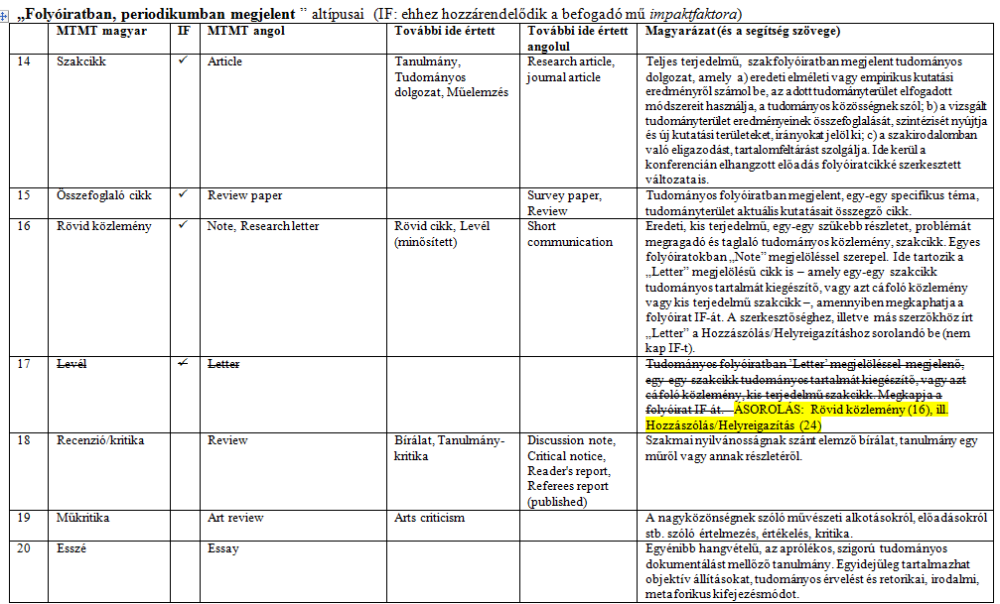 „Folyóiratban, periodikumban megjelent ” altípusai (IF: ehhez hozzárendelődik a befogadó mű impaktfaktora)
MTMT magyar IF MTMT angol További ide értett További ide értett angolul Magyarázat (és a segítség szövege)
14 Szakcikk ✓ Article
Tanulmány,
Tudományos
dolgozat, Műelemzés
Research article,
journal article
Teljes terjedelmű, szakfolyóiratban megjelent tudományos
dolgozat, amely a) eredeti elméleti vagy empirikus kutatási
eredményről számol be, az adott tudományterület elfogadott
módszereit használja, a tudományos közösségnek szól; b) a vizsgált
tudományterület eredményeinek összefoglalását, szintézisét nyújtja
és új kutatási területeket, irányokat jelöl ki; c) a szakirodalomban
való eligazodást, tartalomfeltárást szolgálja. Ide kerül a
konferencián elhangzott előadás folyóiratcikké szerkesztett
változata is.
15 Összefoglaló cikk ✓ Review paper
Survey paper,
Review
Tudományos folyóiratban megjelent, egy-egy specifikus téma,
tudományterület aktuális kutatásait összegző cikk.
16 Rövid közlemény ✓ Note, Research letter
Rövid cikk, Levél
(minősített)
Short
communication
Eredeti, kis terjedelmű, egy-egy szűkebb részletet, problémát
megragadó és taglaló tudományos közlemény, szakcikk. Egyes
folyóiratokban „Note” megjelöléssel szerepel. Ide tartozik a
„Letter” megjelölésű cikk is – amely egy-egy szakcikk
tudományos tartalmát kiegészítő, vagy azt cáfoló közlemény
vagy kis terjedelmű szakcikk –, amennyiben megkaphatja a
folyóirat IF-át. A szerkesztőséghez, illetve más szerzőkhöz írt
„Letter” a Hozzászólás/Helyreigazításhoz sorolandó be (nem
kap IF-t).
17 Levél ✓ Letter
Tudományos folyóiratban ’Letter’ megjelöléssel megjelenő,
egy-egy szakcikk tudományos tartalmát kiegészítő, vagy azt
cáfoló közlemény, kis terjedelmű szakcikk. Megkapja a
folyóirat IF-át. ÁSOROLÁS: Rövid közlemény (16), ill.
Hozzászólás/Helyreigazítás (24)
18 Recenzió/kritika Review
Bírálat, Tanulmány-
kritika
Discussion note,
Critical notice,
Reader's report,
Referees report
(published)
Szakmai nyilvánosságnak szánt elemző bírálat, tanulmány egy
műről vagy annak részletéről.
19 Műkritika Art review Arts criticism
A nagyközönségnek szóló művészeti alkotásokról, előadásokról
stb. szóló értelmezés, értékelés, kritika.
20 Esszé Essay
Egyénibb hangvételű, az aprólékos, szigorú tudományos
dokumentálást mellőző tanulmány. Egyidejűleg tartalmazhat
objektív állításokat, tudományos érvelést és retorikai, irodalmi,
metaforikus kifejezésmódot.